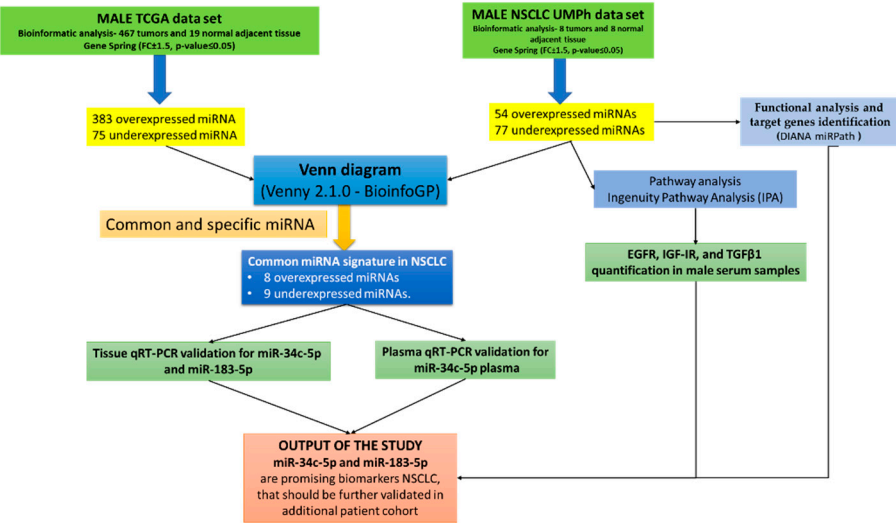 MALE TCGA data set
Bioinformatic analysis- 467 tumors and 19 normal adjacent tissue
Gene Spring (FC±1.5, p-value≤0.05)
MALE NSCLC UMPh data set
Bioinformatic analysis- 8 tumors and 8 normal
adjacent tissue
Gene Spring (FC±1.5, p-value≤0.05)
383 overexpressed miRNA
75 underexpressed miRNA
54 overexpressed miRNAs
77 underexpressed miRNAs
Functional analysis and
target genes identification
(DIANA miRPath )
Venn diagram
(Venny 2.1.0 - BioinfoGP)
Pathway analysis
Ingenuity Pathway Analysis (IPA)
Common and specific miRNA
Common miRNA signature in NSCLC
• 8 overexpressed miRNAs
• 9 underexpressed miRNAs.
EGFR, IGF-IR, and TGFβ1
quantification in male serum samples
Tissue qRT-PCR validation for miR-34c-5p
and miR-183-5p
Plasma qRT-PCR validation for
miR-34c-5p plasma
OUTPUT OF THE STUDY
miR-34c-5p and miR-183-5p
are promising biomarkers NSCLC,
that should be further validated in
additional patient cohort